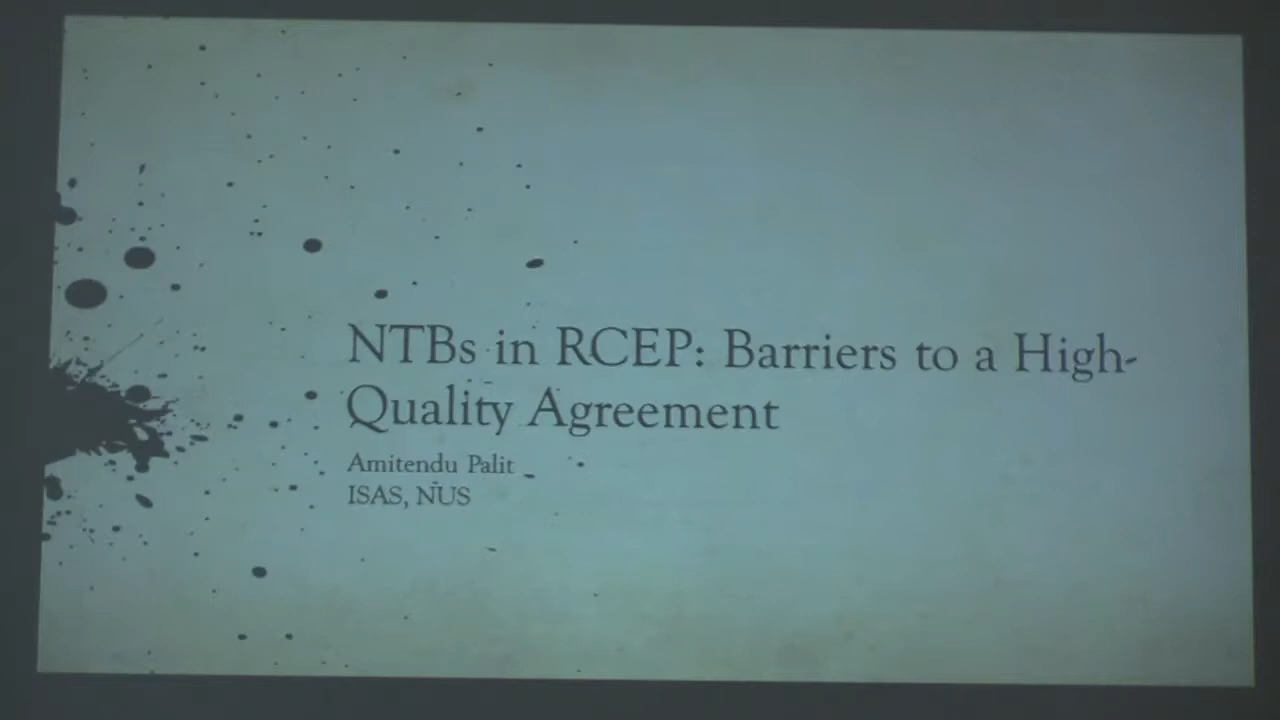 NTBs in RCEP: Barriers to a High-
Quality Agreement
Amitendu Palit
ISAS, NUS